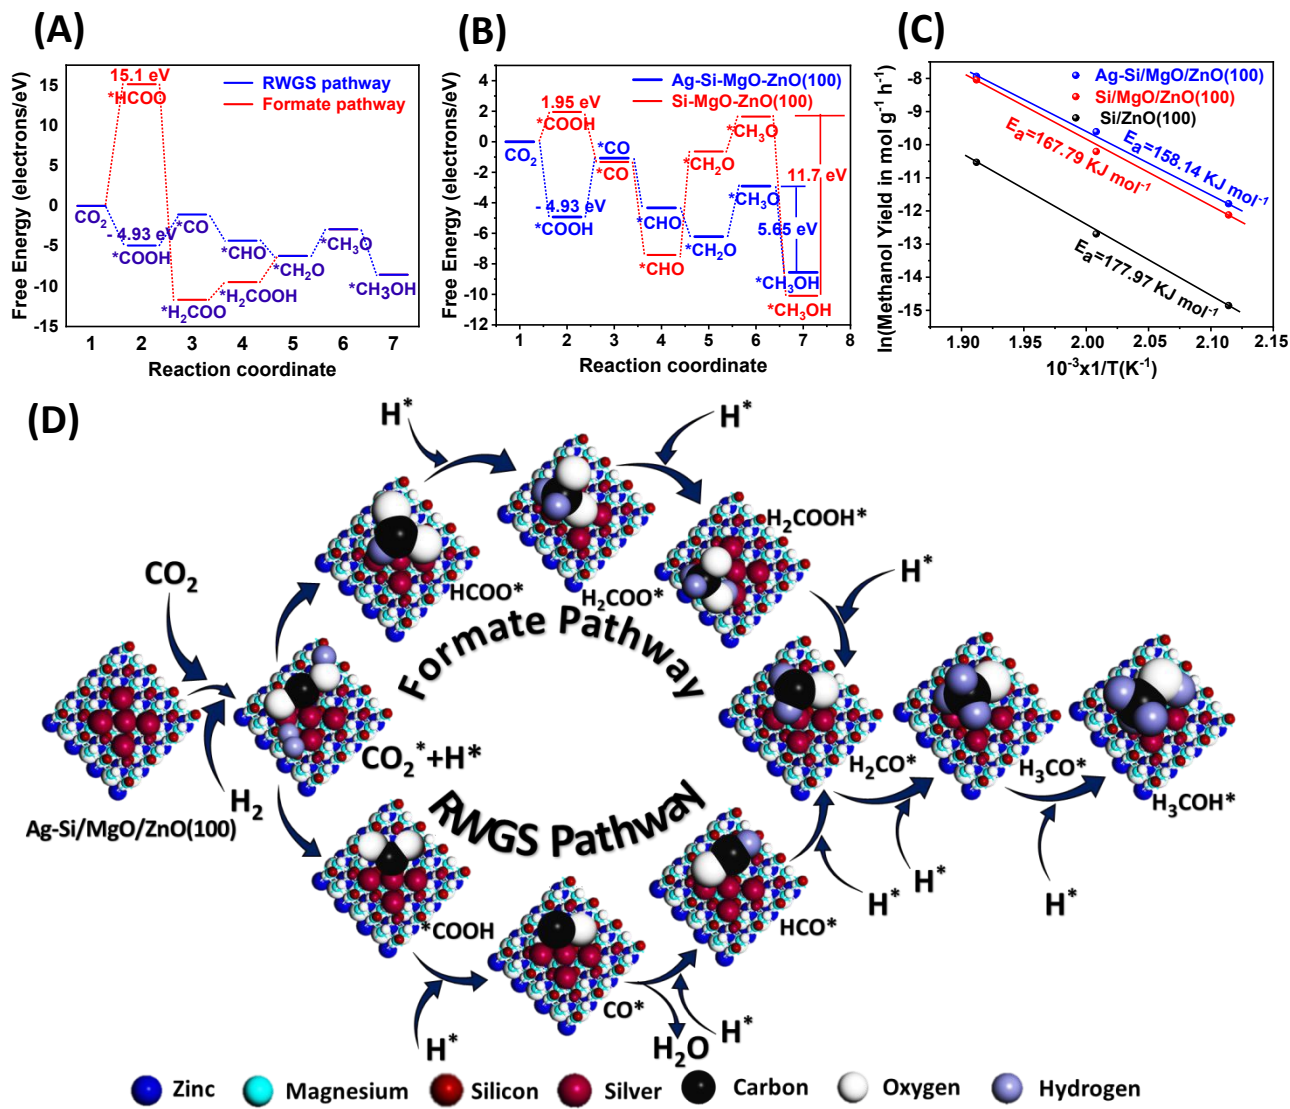 (A)
15.1 eV
*HCOO
RWGS pathway
Formate pathway
CO2
- 4.93 eV
*COOH
*CO
*CHO
*CH2O
*CH3O
*CH3OH
*H2COO
*H2COOH
15
10
5
0
-5
-10
-15
1 2 3 4 5 6 7
Free Energy (electrons/eV)
Reaction coordinate
(B)
Ag-Si-MgO-ZnO(100)
Si-MgO-ZnO(100)
1.95 eV
*COOH
CO2
*CO
*CO
- 4.93 eV
*COOH
*CHO
*CHO
*CH2O
*CH2O
*CH3O
*CH3O
11.7 eV
5.65 eV
*CH3OH
*CH3OH
4
2
0
-2
-4
-6
-8
-10
-12
1 2 3 4 5 6 7 8
Free Energy (electrons/eV)
Reaction coordinate
(C)
Ag-Si/MgO/ZnO(100)
Si/MgO/ZnO(100)
Si/ZnO(100)
Ea=158.14 KJ mol-1
Ea=167.79 KJ mol-1
Ea=177.97 KJ mol-1
-8
-9
-10
-11
-12
-13
-14
-15
1.90 1.95 2.00 2.05 2.10 2.15
ln(Methanol Yield in mol g-1 h-1)
10-3x1/T(K-1)
(D)
H*
H*
H2COOH*
CO2
HCOO*
H2COO*
H*
Formate Pathway
CO2*+H*
H2CO*
H3CO*
H3COH*
H2
Ag-Si/MgO/ZnO(100)
RWGS Pathway
H*
H*
H*
*COOH
HCO*
CO*
H*
H2O
H*
Zinc Magnesium Silicon Silver Carbon Oxygen Hydrogen